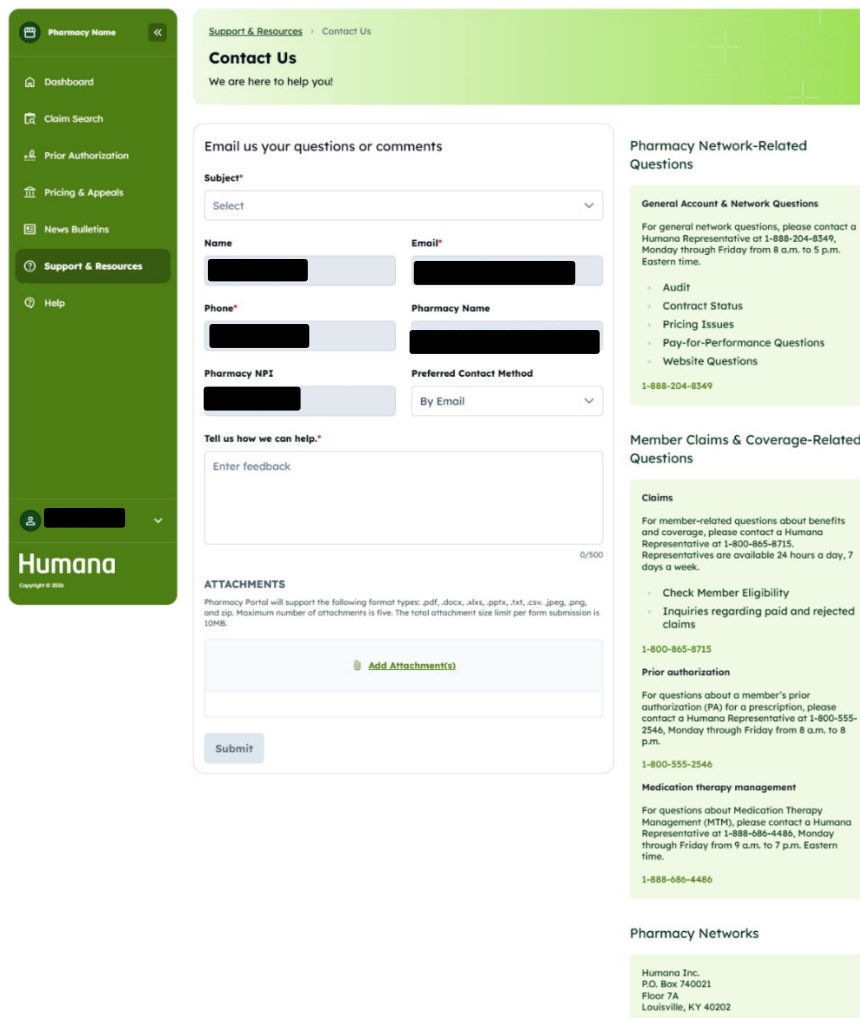 Pharmacy Name
Dashboard
Claim Search
Prior Authorization
Pricing & Appeals
News Bulletins
Support & Resources
Help
Humana
Copyright © 2026
Support & Resources > Contact Us
Contact Us
We are here to help you!
Email us your questions or comments
Subject*
Select
Name
Email*
Phone*
Pharmacy Name
Pharmacy NPI
Preferred Contact Method
By Email
Tell us how we can help.*
Enter feedback
0/500
ATTACHMENTS
Pharmacy Portal will support the following format types: .pdf, .docx, .xlxs, .pptx, .txt, .csv. .jpeg, .png,
and zip. Maximum number of attachments is five. The total attachment size limit per form submission is
10MB.
Add Attachment(s)
Submit
Pharmacy Network-Related
Questions
General Account & Network Questions
For general network questions, please contact a
Humana Representative at 1-888-204-8349,
Monday through Friday from 8 a.m. to 5 p.m.
Eastern time.
Audit
Contract Status
Pricing Issues
Pay-for-Performance Questions
Website Questions
1-888-204-8349
Member Claims & Coverage-Related
Questions
Claims
For member-related questions about benefits
and coverage, please contact a Humana
Representative at 1-800-865-8715.
Representatives are available 24 hours a day, 7
days a week.
Check Member Eligibility
Inquiries regarding paid and rejected
claims
1-800-865-8715
Prior authorization
For questions about a member's prior
authorization (PA) for a prescription, please
contact a Humana Representative at 1-800-555-
2546, Monday through Friday from 8 a.m. to 8
p.m.
1-800-555-2546
Medication therapy management
For questions about Medication Therapy
Management (MTM), please contact a Humana
Representative at 1-888-686-4486, Monday
through Friday from 9 a.m. to 7 p.m. Eastern
time.
1-888-686-4486
Pharmacy Networks
Humana Inc.
P.O. Box 740021
Floor 7A
Louisville, KY 40202